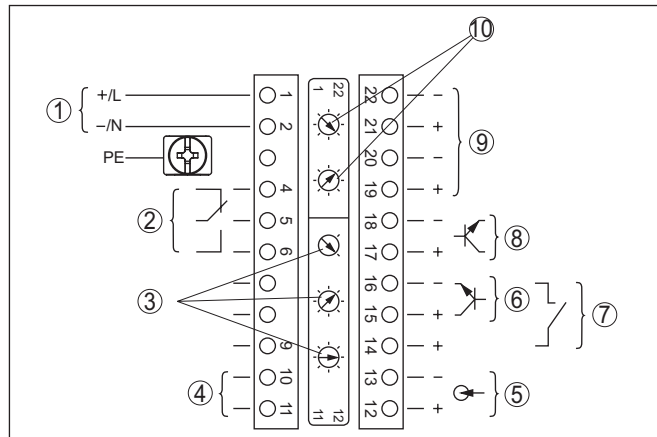 ⑩
① +/L 1 1 22 22 −
−/N 2 21 + ⑨
PE 20 −
4 19 +
② 5 18 − ⑧
6 17 +
③ 16 − ⑥ ⑦
15 +
9 14 +
④ 10 13 − ⑤
11 11 12 12 +